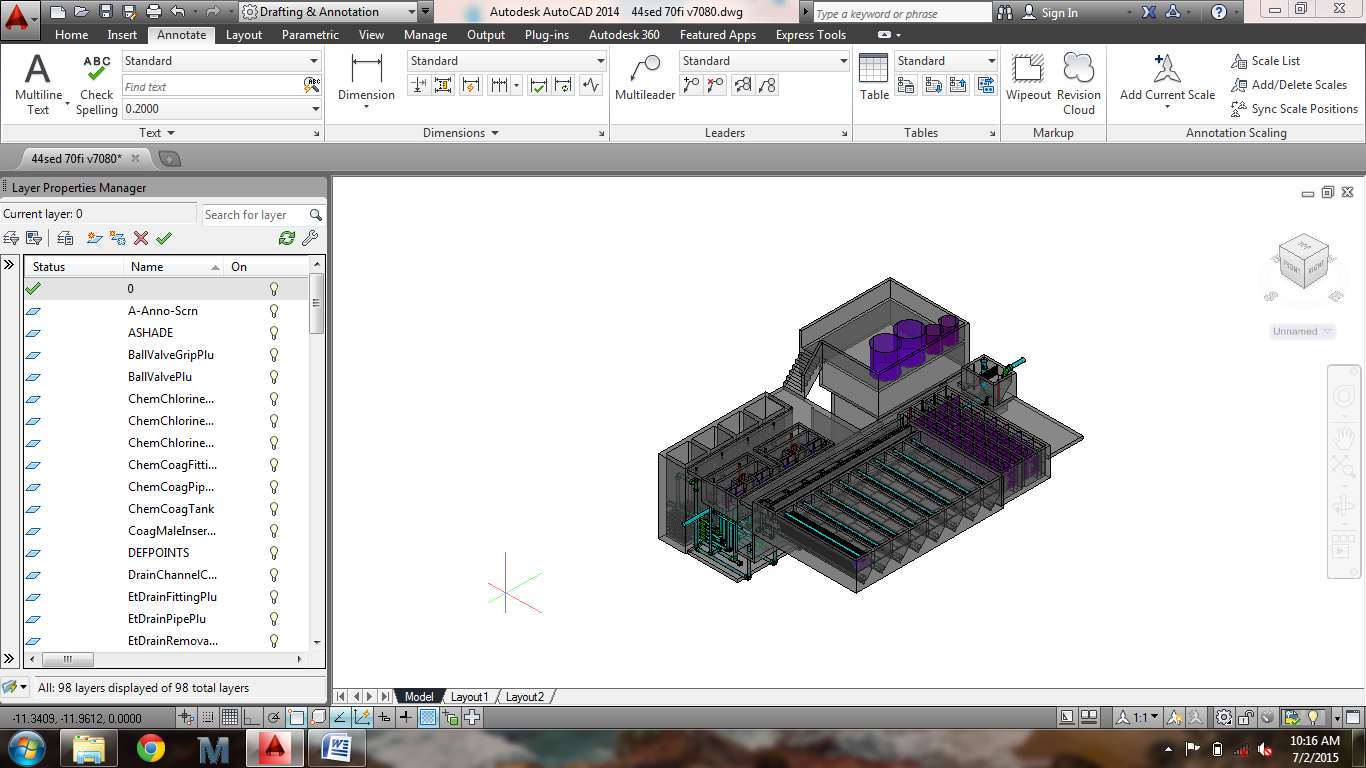 Drafting & Annotation
Autodesk AutoCAD 2014 44sed 70fi v7080.dwg
Type a keyword or phrase
Sign In
Home Insert Annotate Layout Parametric View Manage Output Plug-ins Autodesk 360 Featured Apps Express Tools
A
Multiline
Text
ABC
Check
Spelling
Standard
Find text
ABC
0.2000
Text
Dimension
Standard
Dimensions
Multileader
Standard
Leaders
Table
Standard
Tables
Wipeout
Revision
Cloud
Markup
Add Current Scale
Scale List
Add/Delete Scales
Sync Scale Positions
Annotation Scaling
44sed 70fi v7080*
Layer Properties Manager
Current layer: 0
Search for layer
Status Name On
0
A-Anno-Scrn
ASHADE
BallValveGripPlu
BallValvePlu
ChemChlorine...
ChemChlorine...
ChemChlorine...
ChemCoagFitti...
ChemCoagPip...
ChemCoagTank
CoagMaleInser...
DEFPOINTS
DrainChannelC...
EtDrainFittingPlu
EtDrainPipePlu
EtDrainRemova...
All: 98 layers displayed of 98 total layers
TOP
FRONT
RIGHT
Unnamed
Model Layout1 Layout2
-11.3409, -11.9612, 0.0000
1:1
10:16 AM
7/2/2015